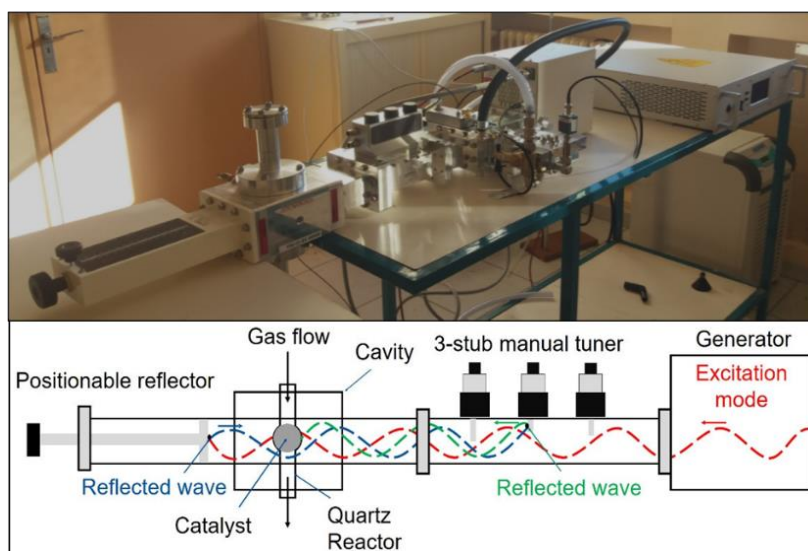 Gas flow
Cavity
3-stub manual tuner
Generator
Positionable reflector
Excitation
mode
Reflected wave
Reflected wave
Catalyst
Quartz
Reactor